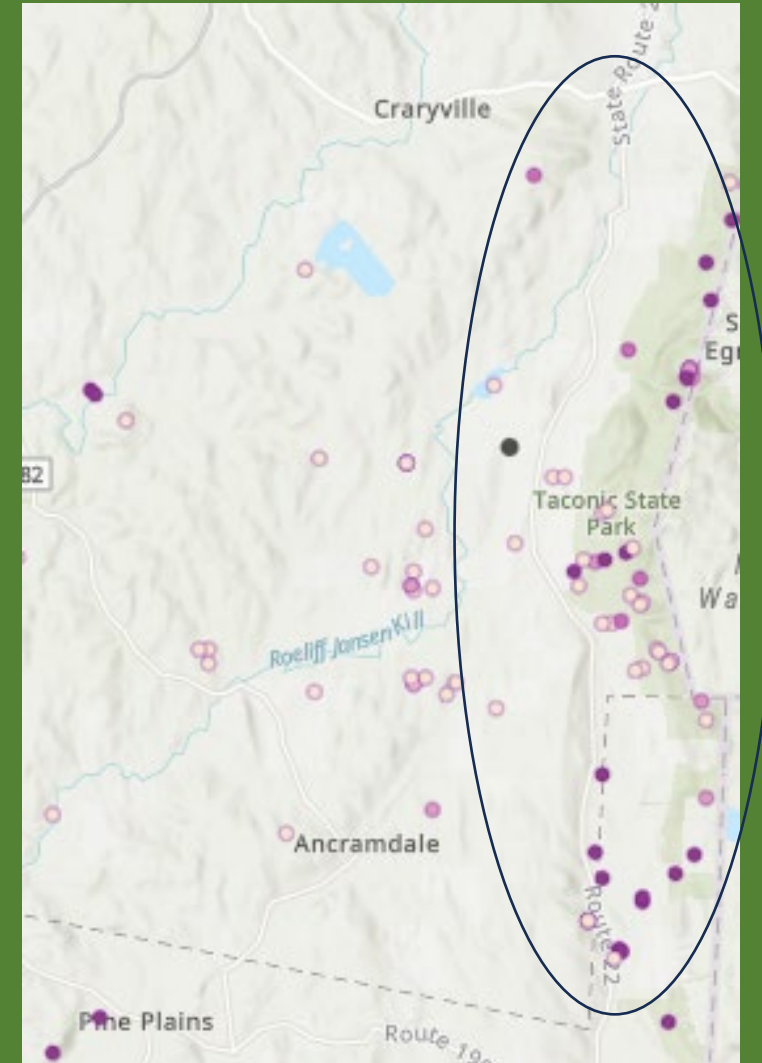 State Route 2
Craryville
S
Egr
82
Taconic State
Park
Wa
Roeliff Jansen Kill
Ancramdale
Route 22
Pine Plains
Route 19